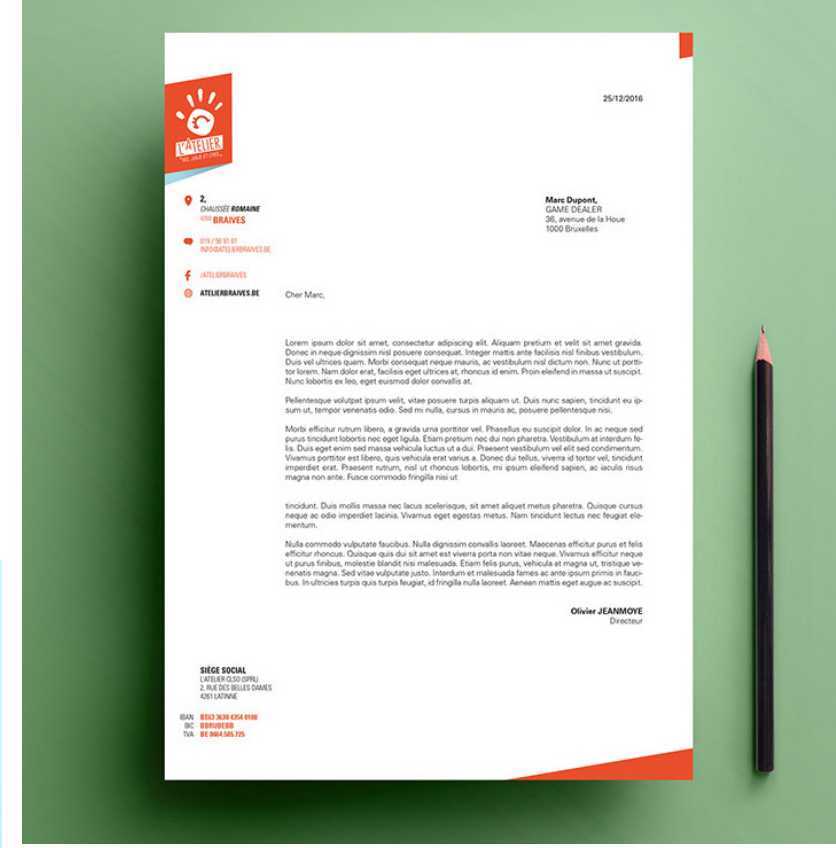 25/12/2016
L'ATELIER
2,
CHAUSSÉE ROMAINE
4260 BRAIVES
019 / 56 91 61
INFO@ATELIERBRAIVES.BE
/ATELIERBRAIVES
ATELIERBRAIVES.BE
Marc Dupont,
GAME DEALER
36, avenue de la Houe
1000 Bruxelles
Cher Marc,
Lorem ipsum dolor sit amet, consectetur adipiscing elit. Aliquam pretium et velit sit amet gravida.
Donec in neque dignissim nisl posuere consequat. Integer mattis ante facilisis nisl finibus vestibulum.
Duis vel ultrices quam. Morbi consequat neque mauris, ac vestibulum nisl dictum non. Nunc ut portti-
tor lorem. Nam dolor erat, facilisis eget ultrices at, rhoncus id enim. Proin eleifend in massa ut suscipit.
Nunc lobortis ex leo, eget euismod dolor convallis at.
Pellentesque volutpat ipsum velit, vitae posuere turpis aliquam ut. Duis nunc sapien, tincidunt eu ip-
sum ut, tempor venenatis odio. Sed mi nulla, cursus in mauris ac, posuere pellentesque nisi.
Morbi efficitur rutrum libero, a gravida urna porttitor vel. Phasellus eu suscipit dolor. In ac neque sed
purus tincidunt lobortis nec eget ligula. Etiam pretium nec dui non pharetra. Vestibulum at interdum fe-
lis. Duis eget enim sed massa vehicula luctus ut a dui. Praesent vestibulum vel elit sed condimentum.
Vivamus porttitor est libero, quis vehicula erat varius a. Donec dui tellus, viverra id tortor vel, tincidunt
imperdiet erat. Praesent rutrum, nisl ut rhoncus lobortis, mi ipsum eleifend sapien, ac iaculis risus
magna non ante. Fusce commodo fringilla nisi ut
tincidunt. Duis mollis massa nec lacus scelerisque, sit amet aliquet metus pharetra. Quisque cursus
neque ac odio imperdiet lacinia. Vivamus eget egestas metus. Nam tincidunt lectus nec feugiat ele-
mentum.
Nulla commodo vulputate faucibus. Nulla dignissim convallis laoreet. Maecenas efficitur purus et felis
efficitur rhoncus. Quisque quis dui sit amet est viverra porta non vitae neque. Vivamus efficitur neque
ut purus finibus, molestie blandit nisi malesuada. Etiam felis purus, vehicula at magna ut, tristique ve-
nenatis magna. Sed vitae vulputate justo. Interdum et malesuada fames ac ante ipsum primis in fauci-
bus. In ultricies turpis quis turpis feugiat, id fringilla nulla laoreet. Aenean mattis eget augue ac suscipit.
Olivier JEANMOYE
Directeur
SIÈGE SOCIAL
L'ATELIER CLSO (SPRL)
2, RUE DES BELLES DAMES
4261 LATINNE
IBAN BE63 3630 4354 0108
BIC BBRUBEBB
TVA BE 0664.585.725